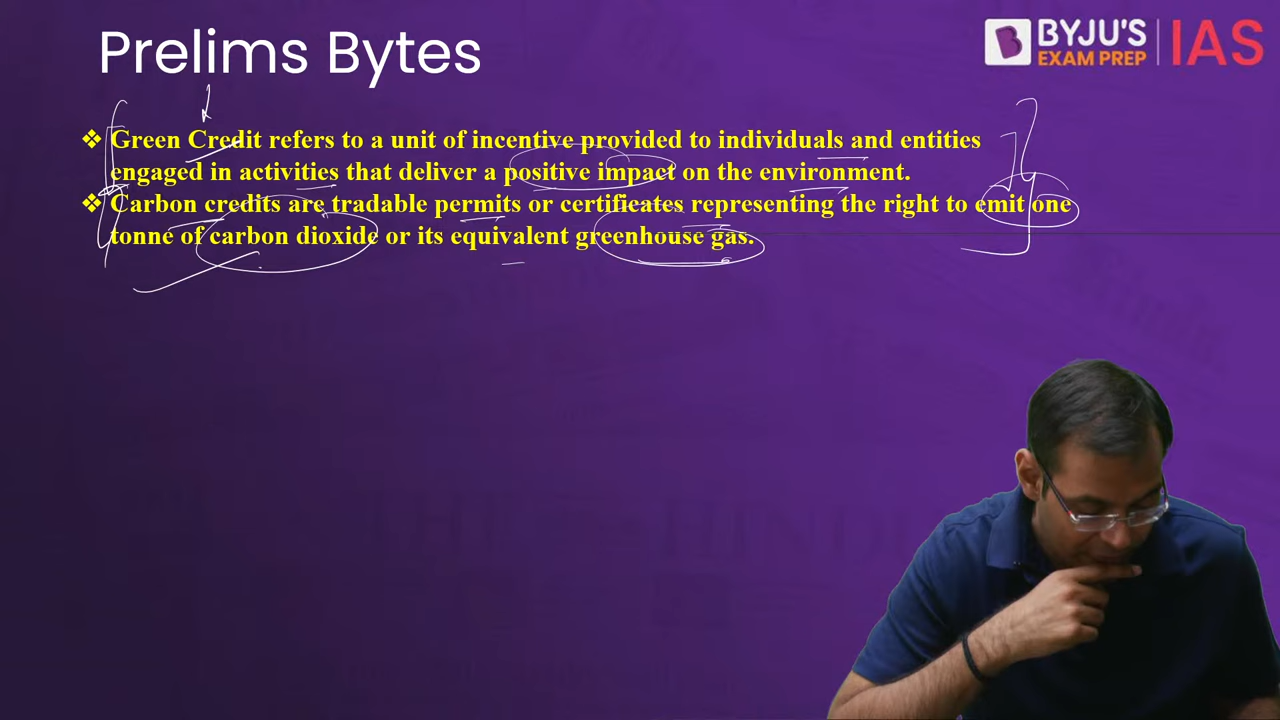 Prelims Bytes
BYJU'S
EXAM PREP
IAS
❖ Green Credit refers to a unit of incentive provided to individuals and entities
engaged in activities that deliver a positive impact on the environment.
❖ Carbon credits are tradable permits or certificates representing the right to emit one
tonne of carbon dioxide or its equivalent greenhouse gas.